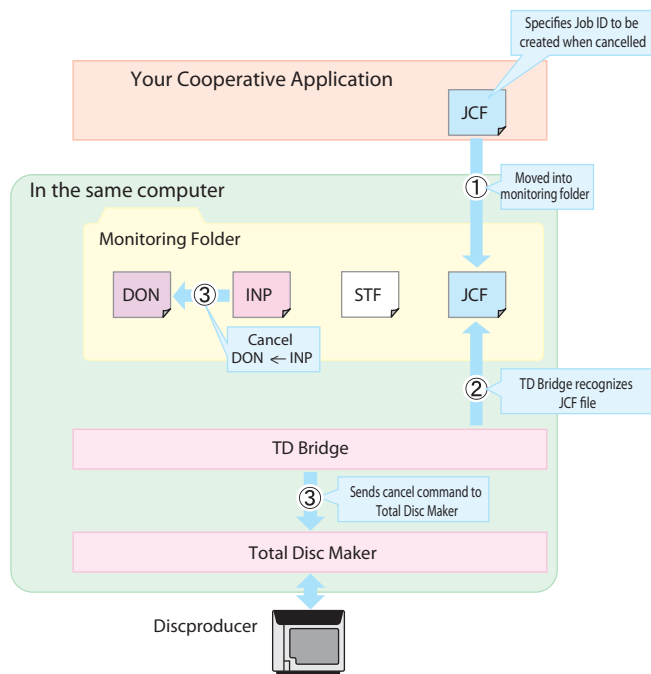 Specifies Job ID to be
created when cancelled
Your Cooperative Application
JCF
①
Moved into
monitoring folder
In the same computer
Monitoring Folder
DON
③
INP
STF
JCF
Cancel
DON ← INP
②
TD Bridge recognizes
JCF file
TD Bridge
③
Sends cancel command to
Total Disc Maker
Total Disc Maker
Discproducer